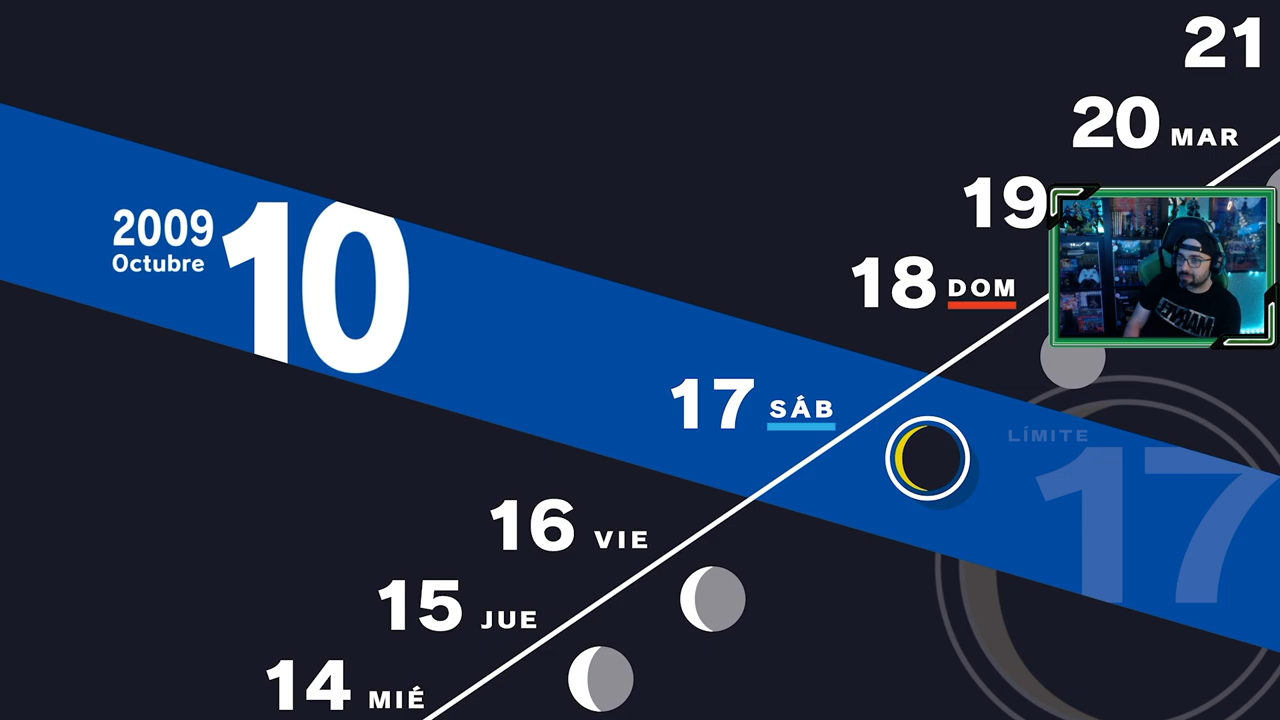 21
20 MAR
19
2009
Octubre
10
18 DOM
17 SÁB
LÍMITE
17
16 VIE
15 JUE
14 MIÉ